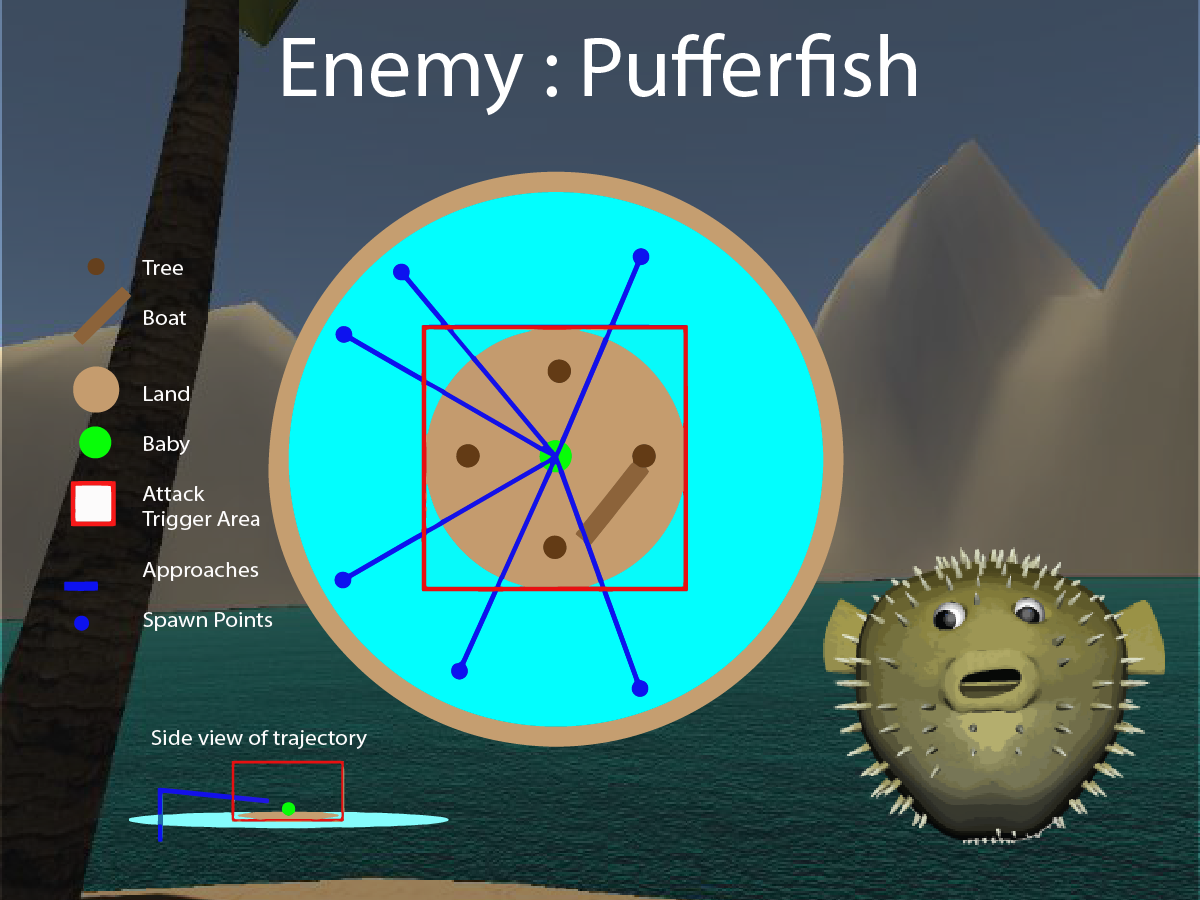 Enemy : Pufferfish
Tree
Boat
Land
Baby
Attack
Trigger Area
Approaches
Spawn Points
Side view of trajectory